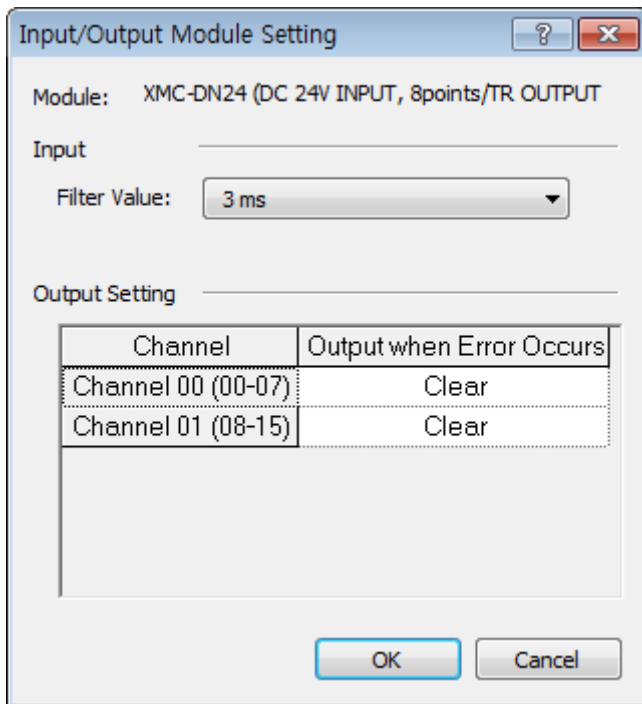 Input/Output Module Setting
Module: XMC-DN24 (DC 24V INPUT, 8points/TR OUTPUT
Input
Filter Value: 3 ms
Output Setting
Channel Output when Error Occurs
Channel 00 (00-07) Clear
Channel 01 (08-15) Clear
OK Cancel